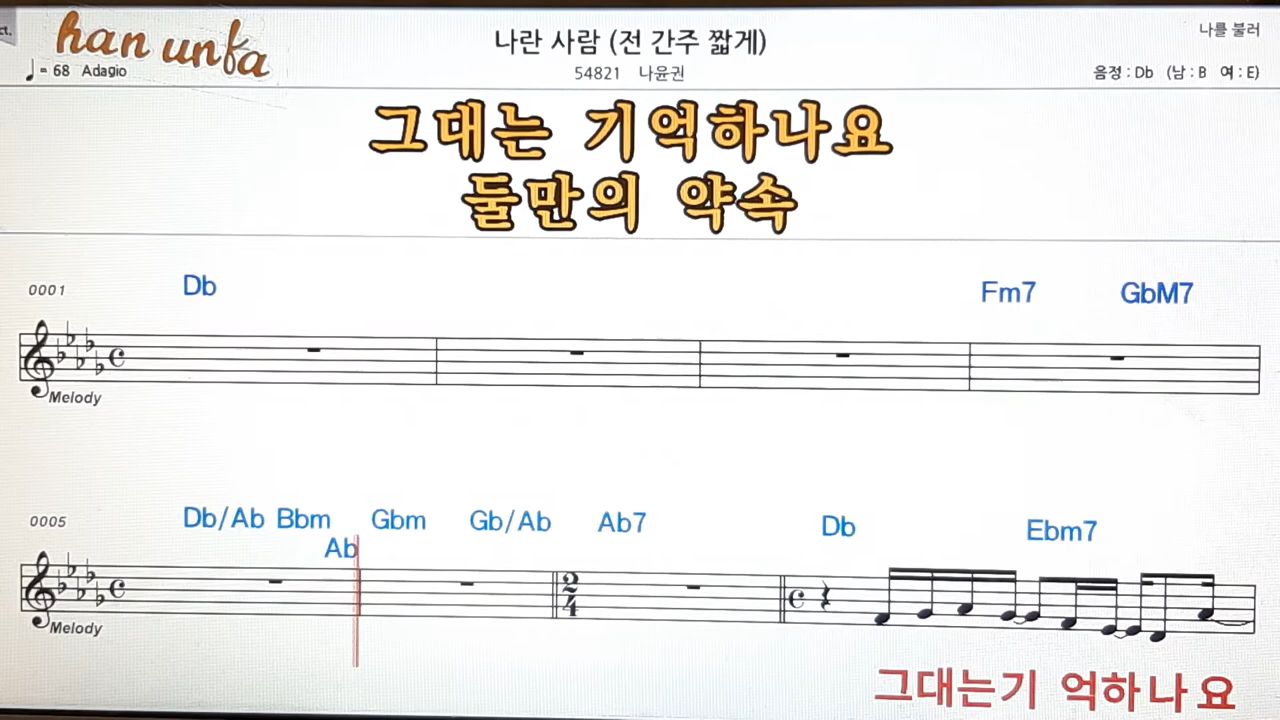 ct.
han unfa
나란 사람 (전 간주 짧게)
나를 불러
♩= 68 Adagio
54821 나윤권
음정 : Db (남 : B 여 : E)
그대는 기억하나요
둘만의 약속
0001 Db Fm7 GbM7
Melody
0005 Db/Ab Bbm Gbm Gb/Ab Ab7 Db Ebm7
Ab
2
4
Melody
그대는기 억하나요